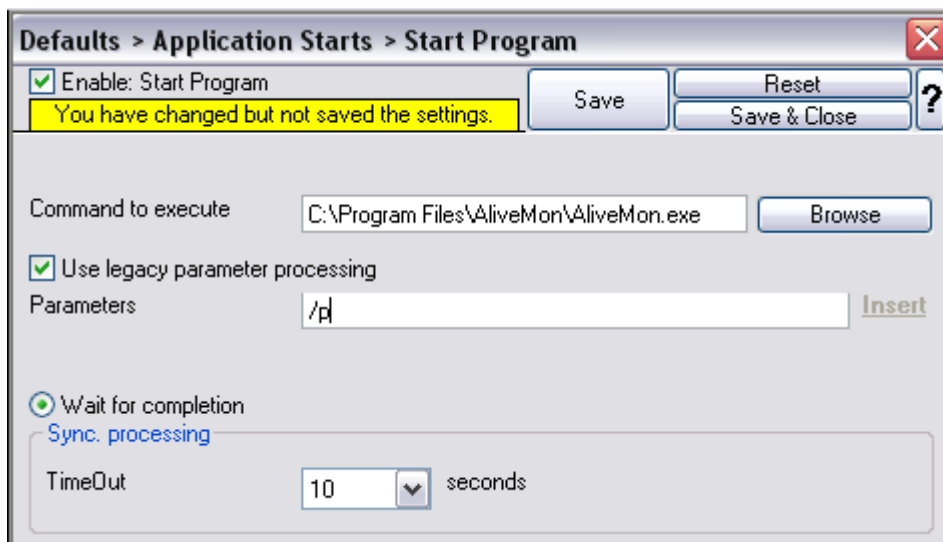 Defaults > Application Starts > Start Program
Enable: Start Program
You have changed but not saved the settings.
Save
Reset
Save & Close
?
Command to execute
C:\Program Files\AliveMon\AliveMon.exe
Browse
Use legacy parameter processing
Parameters
/p
Insert
Wait for completion
Sync. processing
TimeOut
10
seconds